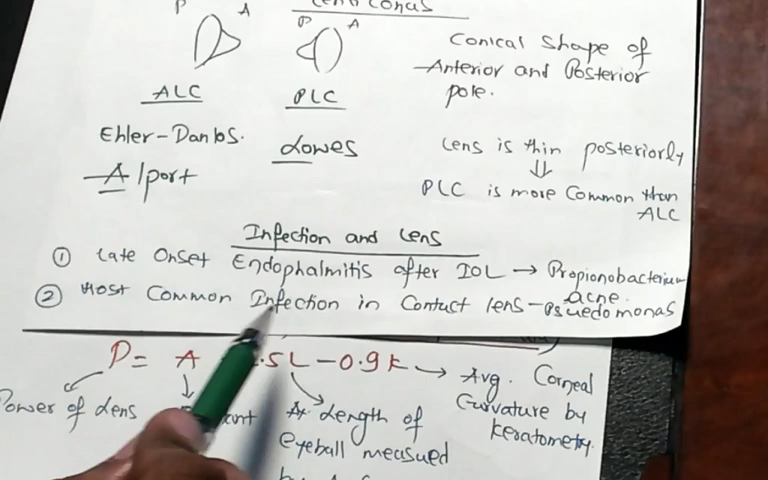 P A P A
Conical Shape of
Anterior and Posterior
pole.
ALC PLC
Ehler-Danlos. Lowes
Alport
Lens is thin posteriorly
⇓
PLC is more Common than
ALC
Infection and Lens
① Late Onset Endophalmitis after IOL → Propionobacterium
acne.
② Most Common Infection in Contact lens - Psuedomonas
P = A .5L - 0.9K → Avg. Corneal
Curvature by
Keratometry.
Power of Lens
Length of
eyeball measued